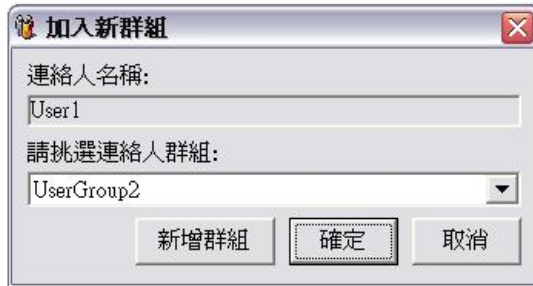 加入新群組
連絡人名稱:
User1
請挑選連絡人群組:
UserGroup2
新增群組 確定 取消